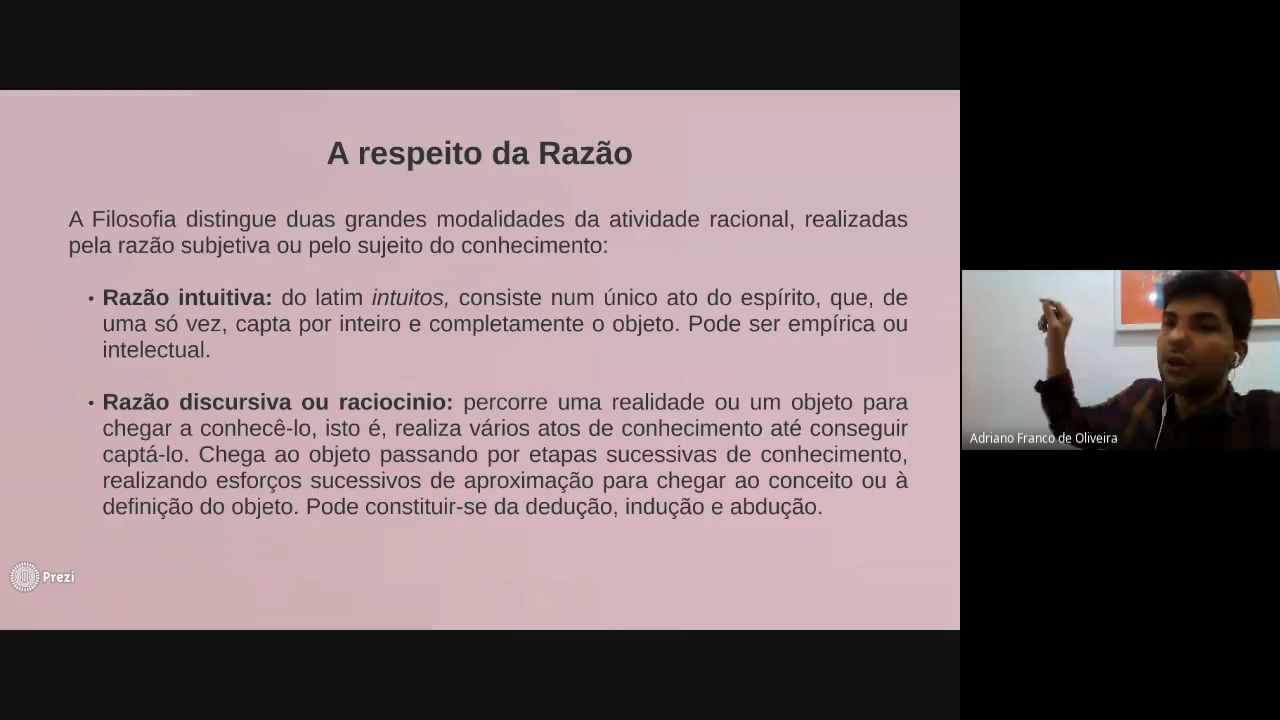 A respeito da Razão
A Filosofia distingue duas grandes modalidades da atividade racional, realizadas
pela razão subjetiva ou pelo sujeito do conhecimento:
• Razão intuitiva: do latim intuitos, consiste num único ato do espírito, que, de
uma só vez, capta por inteiro e completamente o objeto. Pode ser empírica ou
intelectual.
• Razão discursiva ou raciocinio: percorre uma realidade ou um objeto para
chegar a conhecê-lo, isto é, realiza vários atos de conhecimento até conseguir
captá-lo. Chega ao objeto passando por etapas sucessivas de conhecimento,
realizando esforços sucessivos de aproximação para chegar ao conceito ou à
definição do objeto. Pode constituir-se da dedução, indução e abdução.
Prezi
Adriano Franco de Oliveira